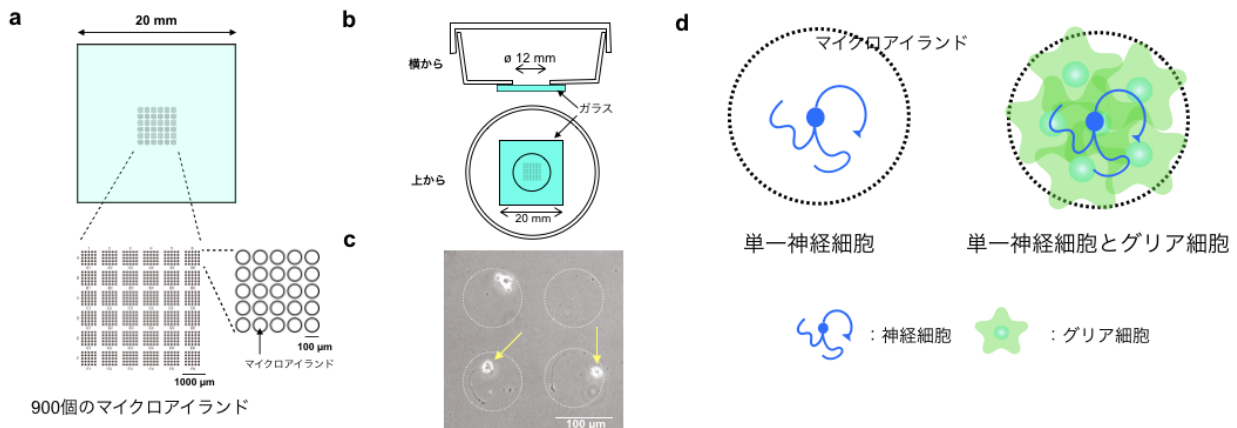 a
20 mm
100 µm
マイクロアイランド
1000 µm
900個のマイクロアイランド
b
横から
ø 12 mm
ガラス
上から
20 mm
c
100 µm
d
マイクロアイランド
単一神経細胞
単一神経細胞とグリア細胞
：神経細胞
：グリア細胞